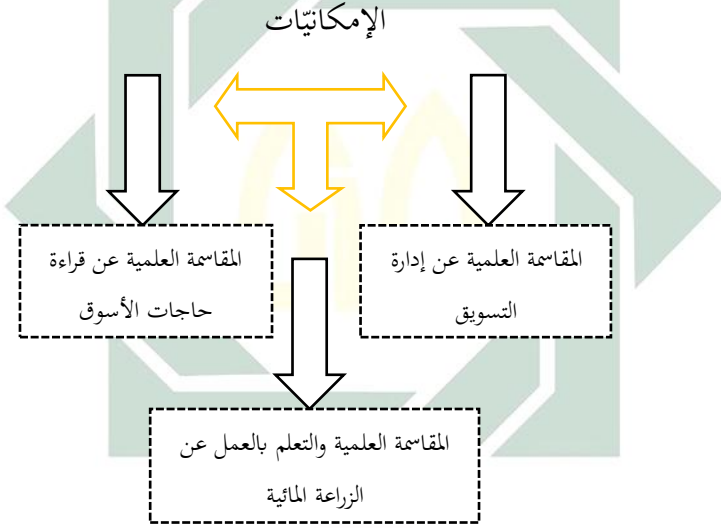 الإمكانيّات
المقاسمة العلمية عن إدارة
التسويق
المقاسمة العلمية عن قراءة
حاجات الأسوق
المقاسمة العلمية والتعلم بالعمل عن
الزراعة المائية